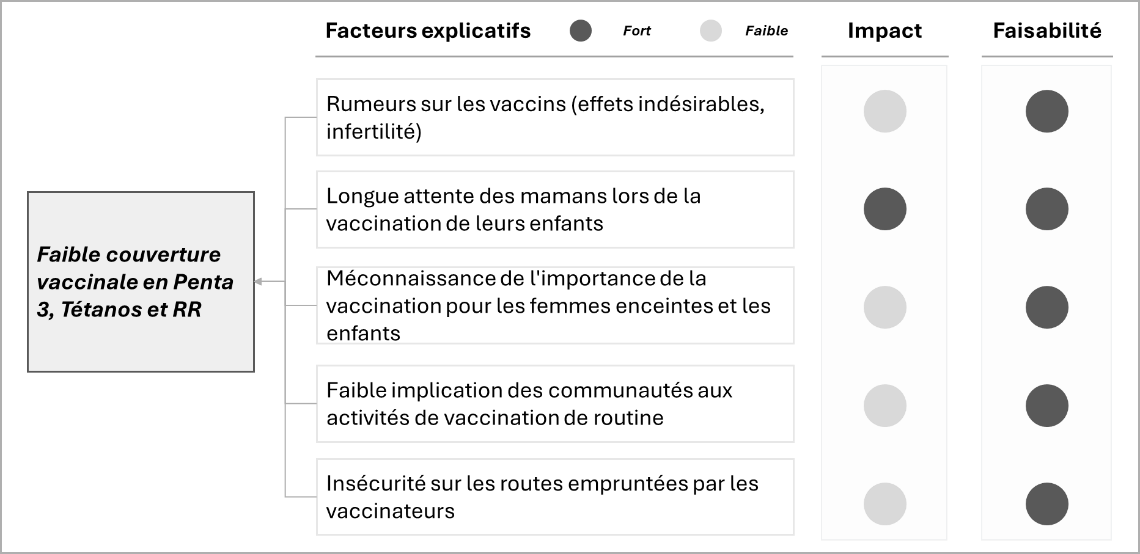 Facteurs explicatifs
Fort
Faible
Impact
Faisabilité
Rumeurs sur les vaccins (effets indésirables,
infertilité)
Longue attente des mamans lors de la
vaccination de leurs enfants
Faible couverture
vaccinale en Penta
3, Tétanos et RR
Méconnaissance de l'importance de la
vaccination pour les femmes enceintes et les
enfants
Faible implication des communautés aux
activités de vaccination de routine
Insécurité sur les routes empruntées par les
vaccinateurs